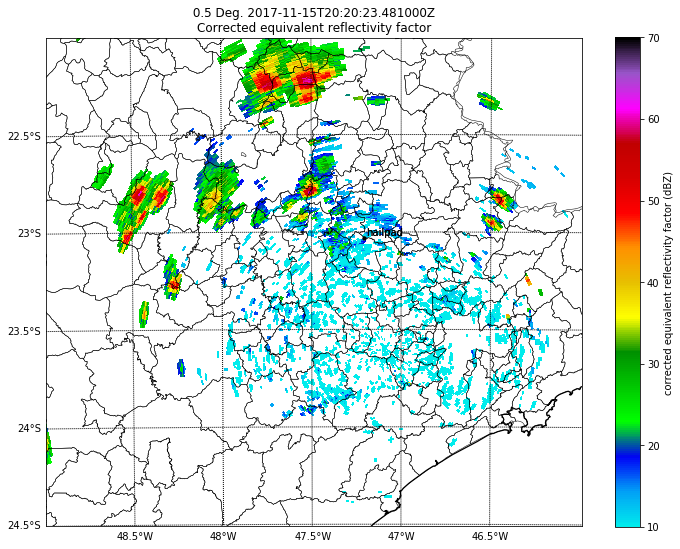 0.5 Deg. 2017-11-15T20:20:23.481000Z
Corrected equivalent reflectivity factor
22.5°S
23°S
23.5°S
24°S
24.5°S
48.5°W
48°W
47.5°W
47°W
46.5°W
hailpad
70
60
50
40
30
20
10
corrected equivalent reflectivity factor (dBZ)